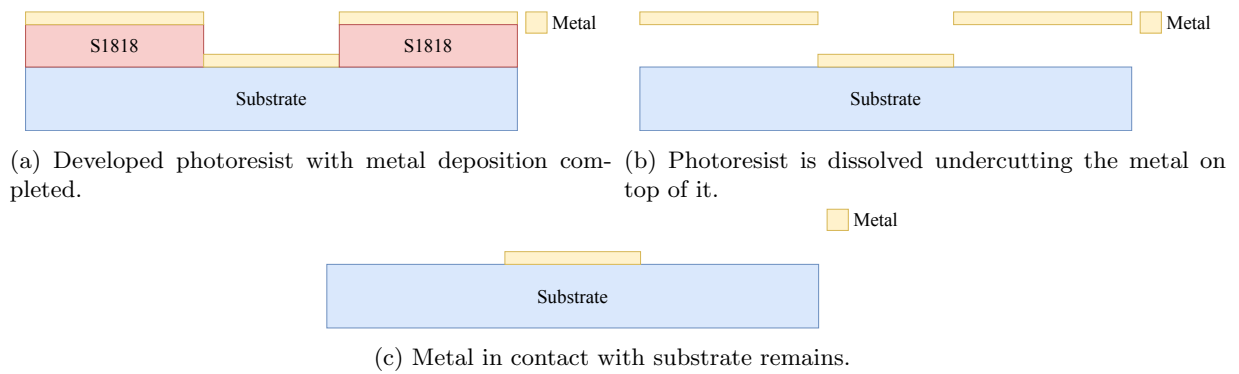 Metal
Metal
S1818
S1818
Substrate
Substrate
(a) Developed photoresist with metal deposition com-
pleted.
(b) Photoresist is dissolved undercutting the metal on
top of it.
Metal
Substrate
(c) Metal in contact with substrate remains.